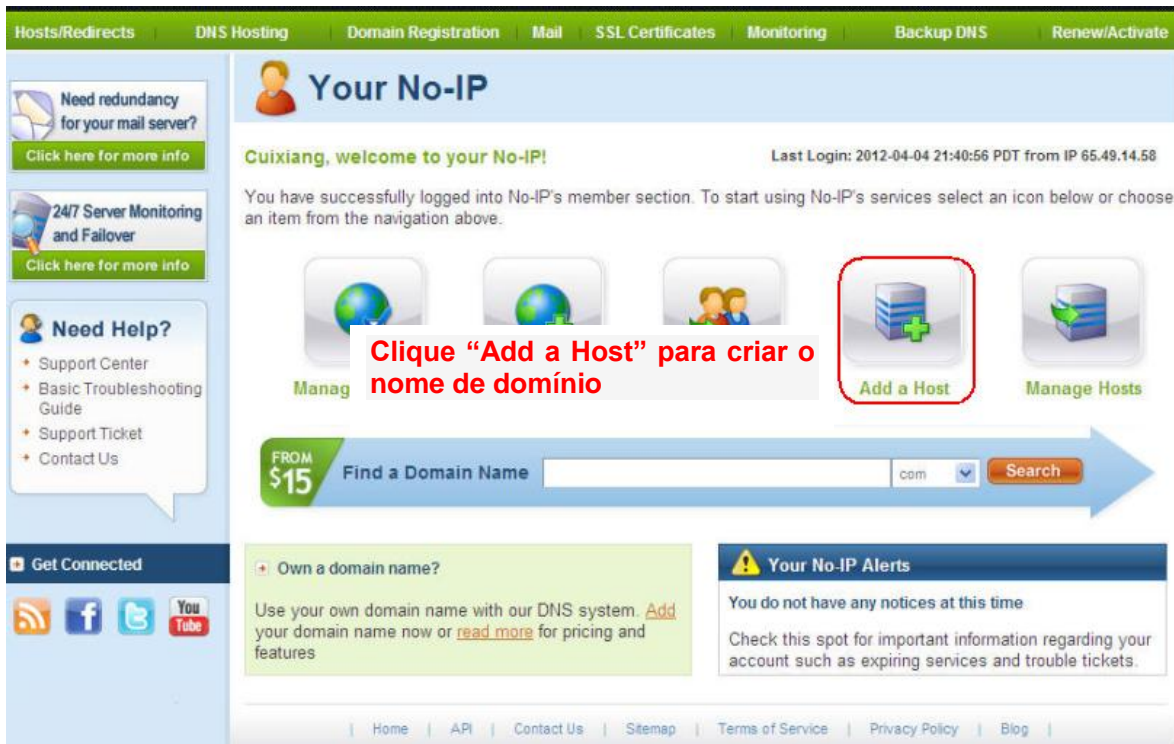 Hosts/Redirects DNS Hosting Domain Registration Mail SSL Certificates Monitoring Backup DNS Renew/Activate
Need redundancy
for your mail server?
Click here for more info
24/7 Server Monitoring
and Failover
Click here for more info
Need Help?
Support Center
Basic Troubleshooting
Guide
Support Ticket
Contact Us
Get Connected
You
Tube
Your No-IP
Cuixiang, welcome to your No-IP!
Last Login: 2012-04-04 21:40:56 PDT from IP 65.49.14.58
You have successfully logged into No-IP's member section. To start using No-IP's services select an icon below or choose
an item from the navigation above.
Clique “Add a Host” para criar o
nome de domínio
Add a Host
Manage Hosts
FROM
$15
Find a Domain Name
com
Search
Own a domain name?
Use your own domain name with our DNS system. Add
your domain name now or read more for pricing and
features
Your No-IP Alerts
You do not have any notices at this time
Check this spot for important information regarding your
account such as expiring services and trouble tickets.
| Home | API | Contact Us | Sitemap | Terms of Service | Privacy Policy | Blog |